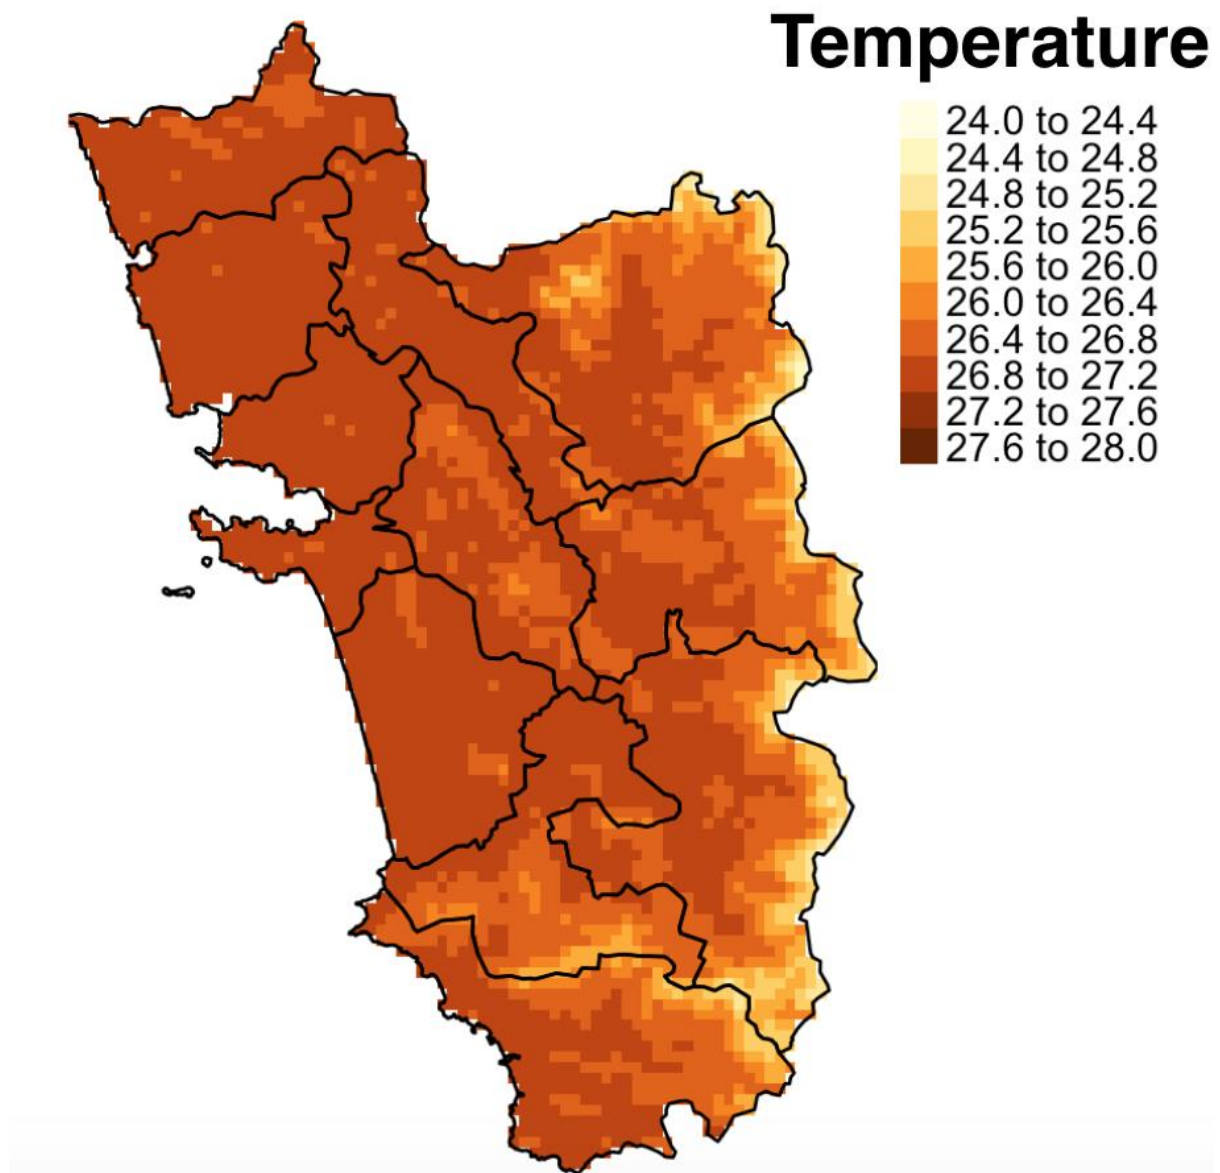 Temperature
24.0 to 24.4
24.4 to 24.8
24.8 to 25.2
25.2 to 25.6
25.6 to 26.0
26.0 to 26.4
26.4 to 26.8
26.8 to 27.2
27.2 to 27.6
27.6 to 28.0